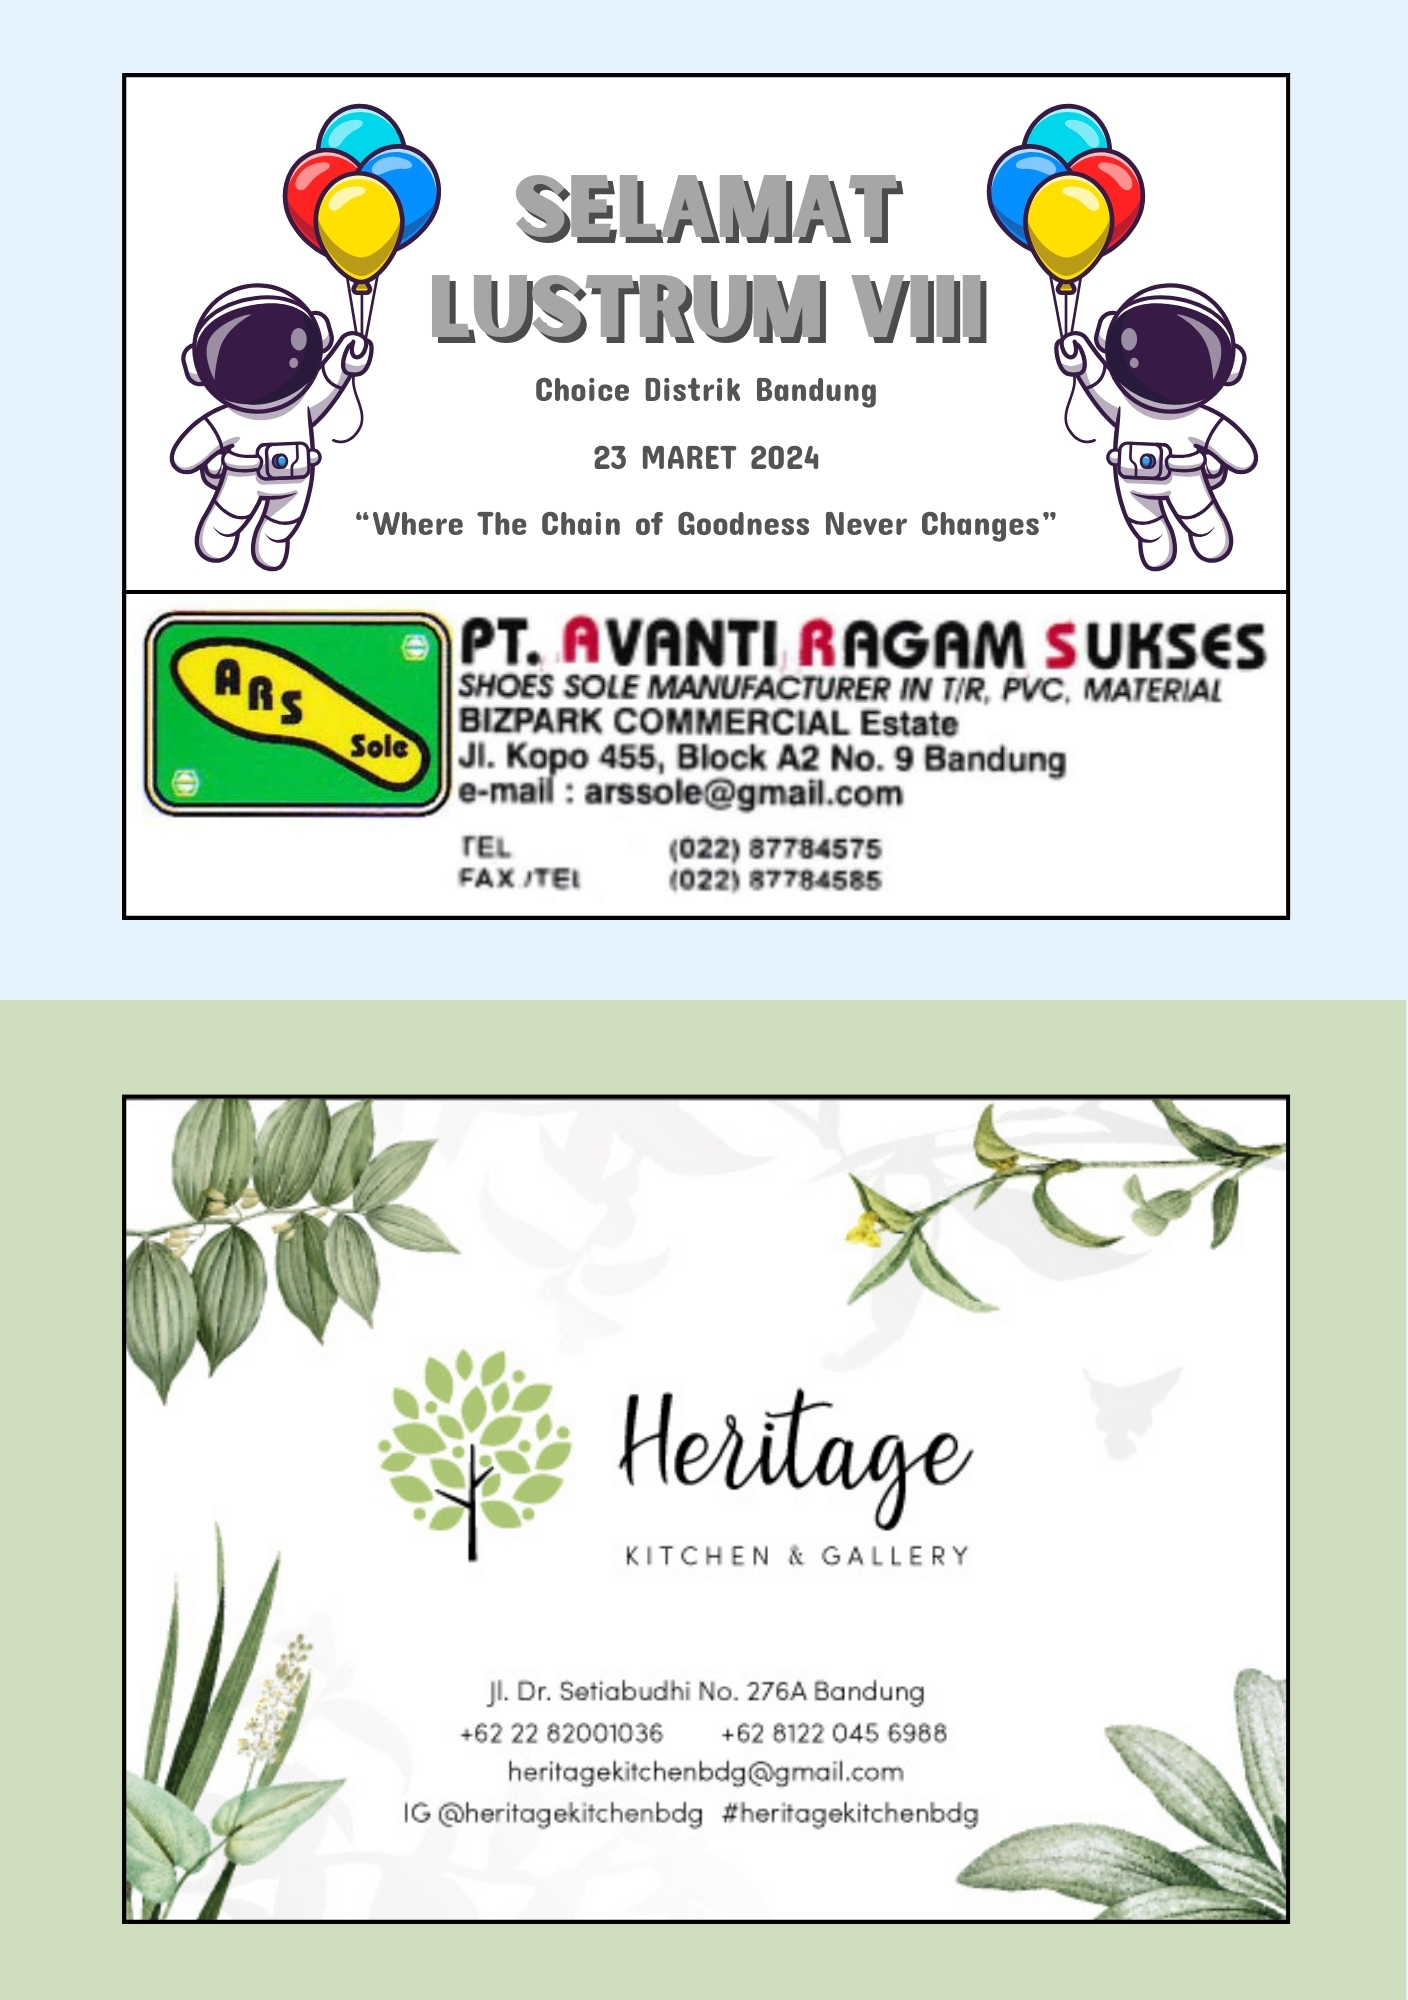 SELAMAT
LUSTRUM VIII
Choice Distrik Bandung
23 MARET 2024
“Where The Chain of Goodness Never Changes”
ARS
Sole
PT. AVANTI RAGAM SUKSES
SHOES SOLE MANUFACTURER IN T/R, PVC, MATERIAL
BIZPARK COMMERCIAL Estate
Jl. Kopo 455, Block A2 No. 9 Bandung
e-mail : arssole@gmail.com
TEL (022) 87784575
FAX./TEL (022) 87784585
Heritage
KITCHEN & GALLERY
Jl. Dr. Setiabudhi No. 276A Bandung
+62 22 82001036 +62 8122 045 6988
heritagekitchenbdg@gmail.com
IG @heritagekitchenbdg #heritagekitchenbdg